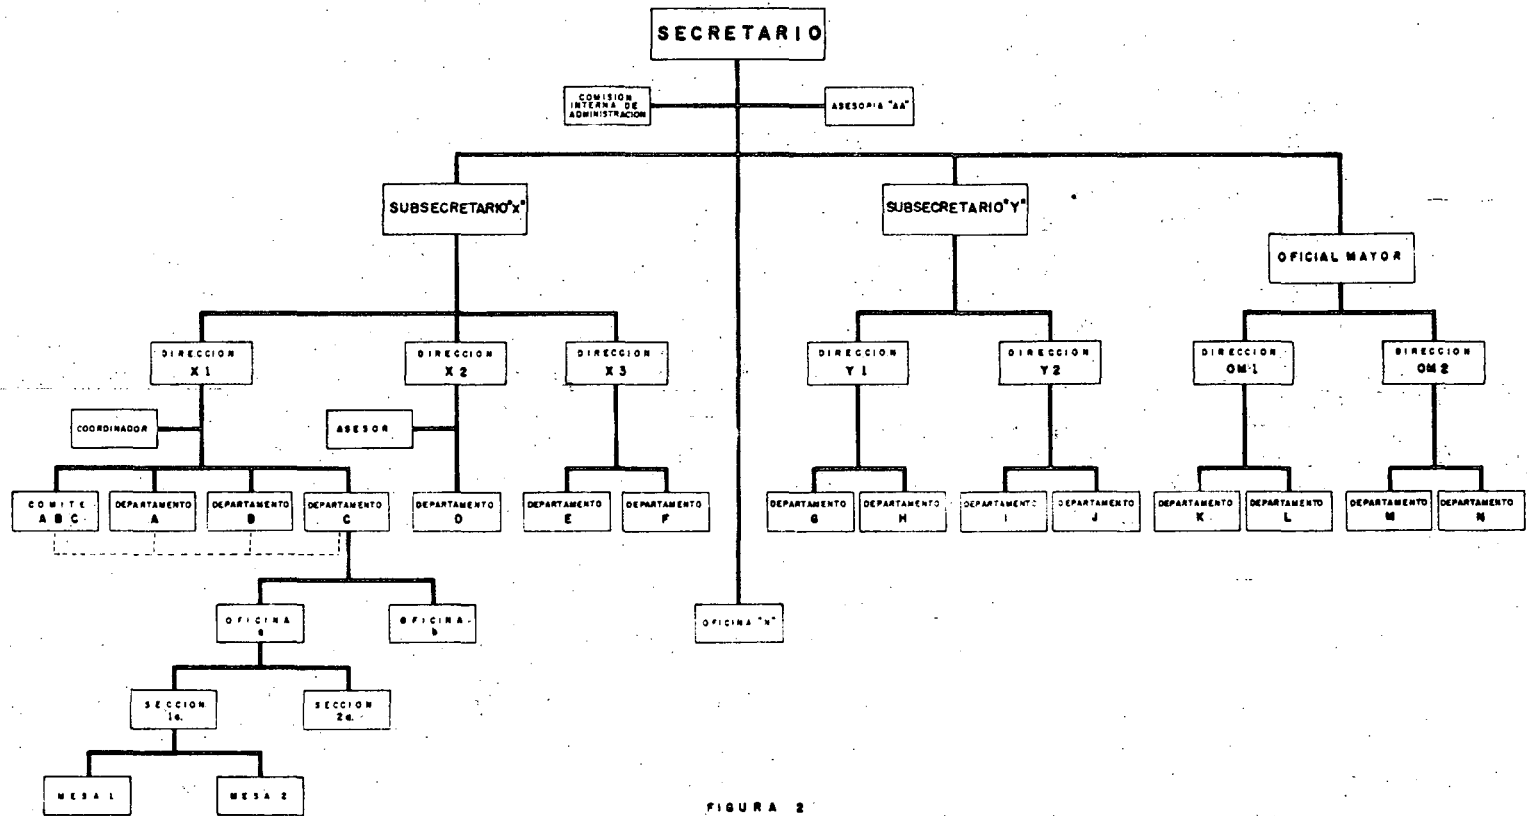 SECRETARIO
COMISION
INTERNA DE
ADMINISTRACION
ASESORIA "AA"
SUBSECRETARIO"X"
SUBSECRETARIO"Y"
OFICIAL MAYOR
DIRECCION
X 1
DIRECCION
X 2
DIRECCION
X 3
DIRECCION
Y 1
DIRECCION
Y 2
DIRECCION
OM-1
DIRECCION
OM 2
COORDINADOR
ASESOR
COMITE
A B C
DEPARTAMENTO
A
DEPARTAMENTO
B
DEPARTAMENTO
C
DEPARTAMENTO
D
DEPARTAMENTO
E
DEPARTAMENTO
F
DEPARTAMENTO
G
DEPARTAMENTO
H
DEPARTAMENTO
I
DEPARTAMENTO
J
DEPARTAMENTO
K
DEPARTAMENTO
L
DEPARTAMENTO
M
DEPARTAMENTO
N
OFICINA
a
OFICINA
b
OFICINA "N"
SECCION
1a.
SECCION
2a.
MESA 1
MESA 2
FIGURA 2